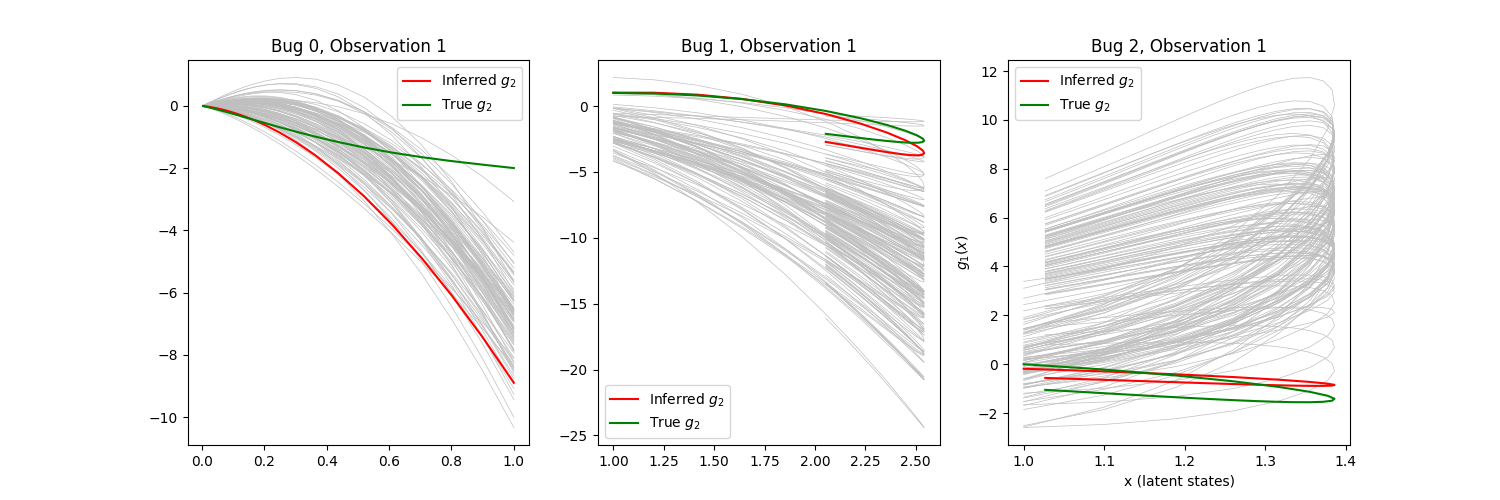 Bug 0, Observation 1
Inferred g₂
True g₂
0
−2
−4
−6
−8
−10
0.0 0.2 0.4 0.6 0.8 1.0
Bug 1, Observation 1
0
−5
−10
−15
−20
−25
Inferred g₂
True g₂
1.00 1.25 1.50 1.75 2.00 2.25 2.50
Bug 2, Observation 1
Inferred g₂
True g₂
g₁(x)
12
10
8
6
4
2
0
−2
1.0 1.1 1.2 1.3 1.4
x (latent states)